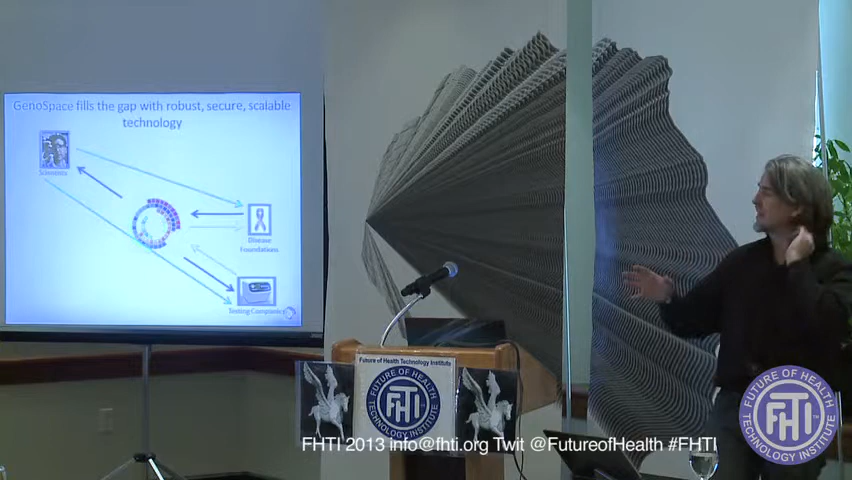 GenoSpace fills the gap with robust, secure, scalable
technology
Scientists
Disease
Foundations
Testing Companies
Future of Health Technology Institute
FUTURE OF HEALTH
FHTI
TECHNOLOGY INSTITUTE
TM
FHTI 2013 info@fhti.org Twit @FutureofHealth #FHTI
FUTURE OF HEALTH
FHTI
TECHNOLOGY INSTITUTE